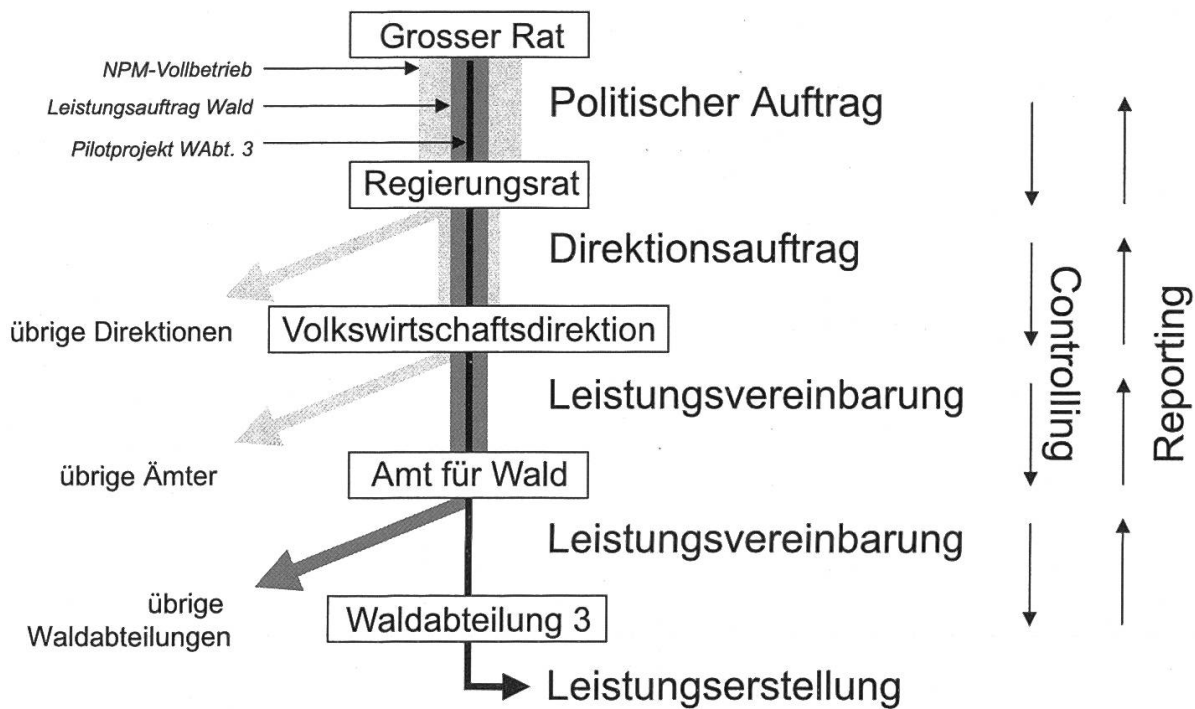 Grosser Rat
NPM-Vollbetrieb
Leistungsauftrag Wald
Pilotprojekt WAbt. 3
Politischer Auftrag
Regierungsrat
Direktionsauftrag
übrige Direktionen
Volkswirtschaftsdirektion
Leistungsvereinbarung
übrige Ämter
Amt für Wald
Leistungsvereinbarung
übrige
Waldabteilungen
Waldabteilung 3
Leistungserstellung
Controlling
Reporting